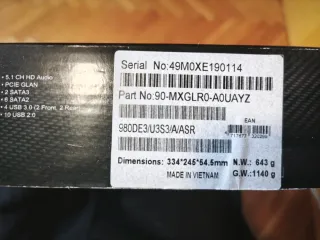 5.1 CH HD Audio
PCIE GLAN
2 SATA3
6 SATA2
4 USB 3.0 (2 Front, 2 Rear)
10 USB 2.0
Serial No:49M0XE190114
Part No:90-MXGLR0-A0UAYZ
980DE3/U3S3/A/ASR
EAN
Dimensions: 334*245*54.5mm N.W.: 643 g
MADE IN VIETNAM G.W.: 1140 g